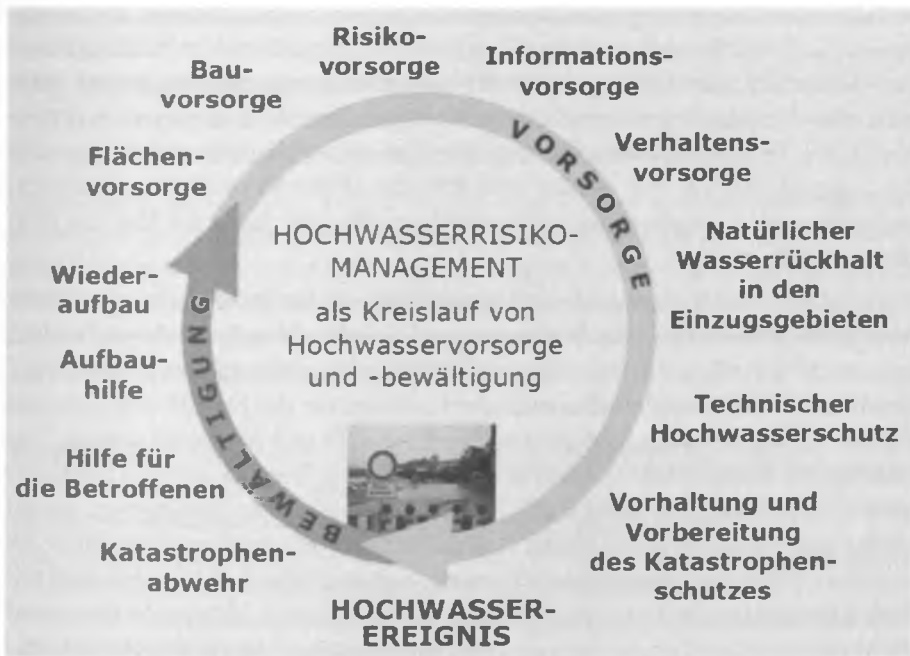 Risiko-
vorsorge
Informations-
vorsorge
Bau-
vorsorge
Verhaltens-
vorsorge
Flächen-
vorsorge
VORSORGE
Natürlicher
Wasserrückhalt
in den
Einzugsgebieten
HOCHWASSERRISIKO-
MANAGEMENT
als Kreislauf von
Hochwasservorsorge
und -bewältigung
Wieder-
aufbau
Aufbau-
hilfe
Technischer
Hochwasserschutz
Hilfe für
die Betroffenen
BEWÄLTIGUNG
Vorhaltung und
Vorbereitung
des Katastrophen-
schutzes
Katastrophen-
abwehr
HOCHWASSER-
EREIGNIS